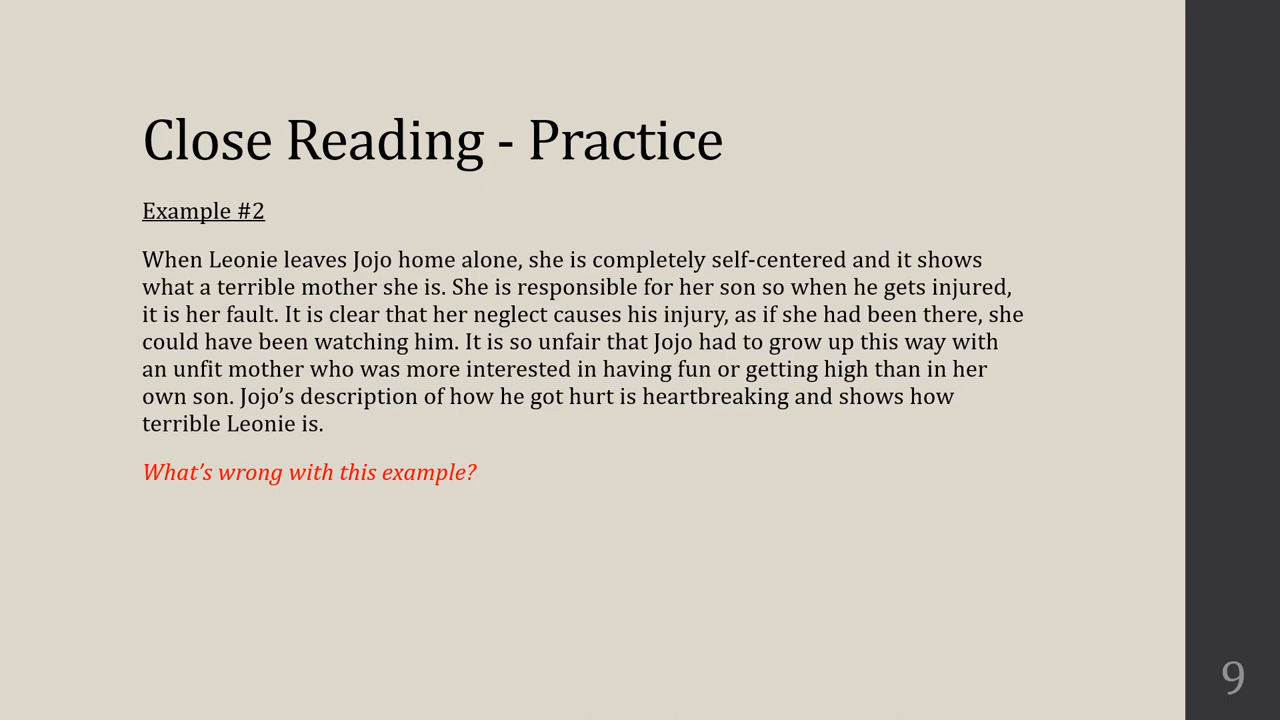 Close Reading - Practice
Example #2
When Leonie leaves Jojo home alone, she is completely self-centered and it shows
what a terrible mother she is. She is responsible for her son so when he gets injured,
it is her fault. It is clear that her neglect causes his injury, as if she had been there, she
could have been watching him. It is so unfair that Jojo had to grow up this way with
an unfit mother who was more interested in having fun or getting high than in her
own son. Jojo’s description of how he got hurt is heartbreaking and shows how
terrible Leonie is.
What’s wrong with this example?
9